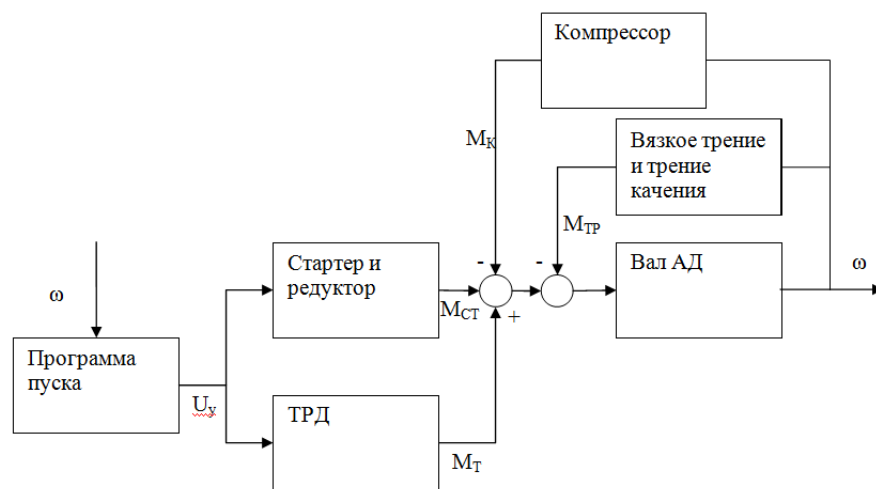 Компрессор
M_К
Вязкое трение
и трение
качения
M_ТР
-
-
Стартер и
редуктор
Вал АД
ω
ω
M_СТ
+
Программа
пуска
U_у
ТРД
M_Т